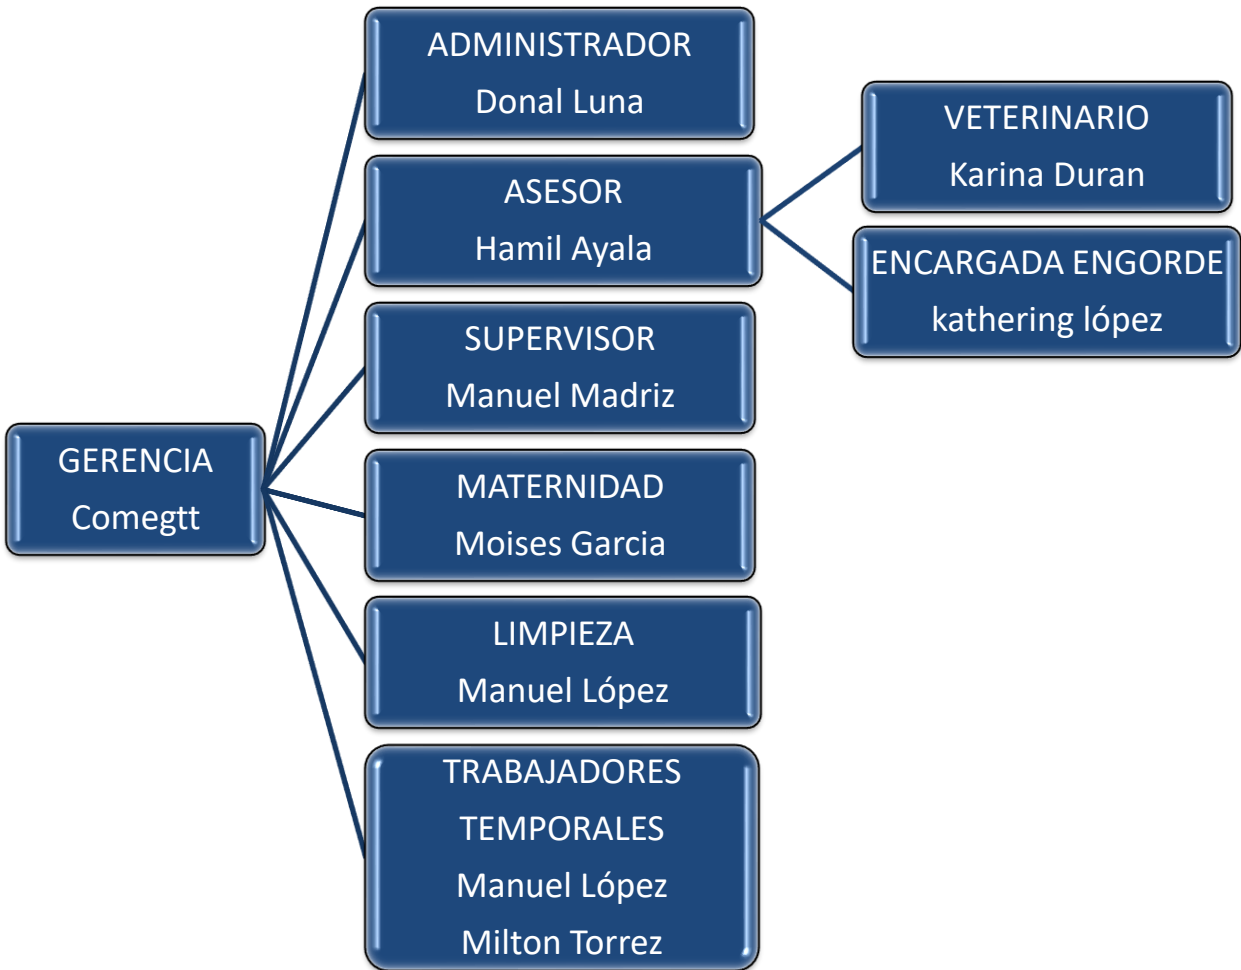 GERENCIA
Comegtt
ADMINISTRADOR
Donal Luna
ASESOR
Hamil Ayala
VETERINARIO
Karina Duran
ENCARGADA ENGORDE
kathering lópez
SUPERVISOR
Manuel Madriz
MATERNIDAD
Moises Garcia
LIMPIEZA
Manuel López
TRABAJADORES
TEMPORALES
Manuel López
Milton Torrez